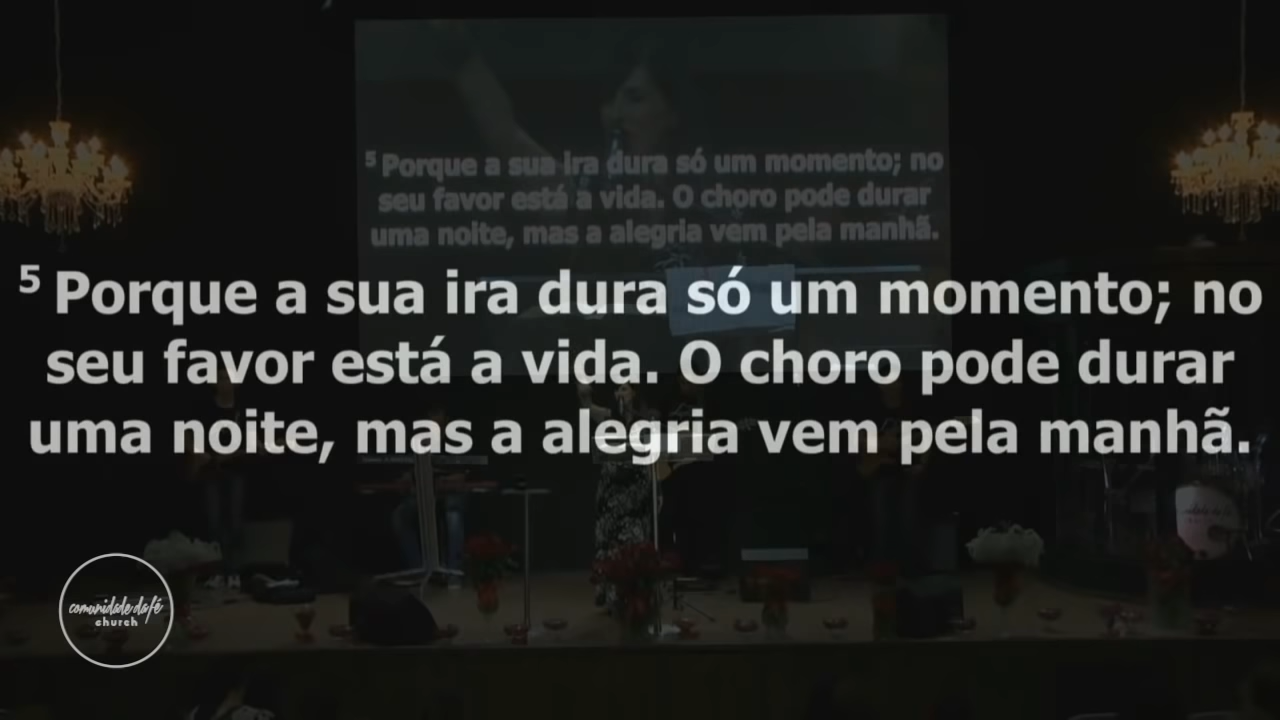 5 Porque a sua ira dura só um momento; no
seu favor está a vida. O choro pode durar
uma noite, mas a alegria vem pela manhã.
5 Porque a sua ira dura só um momento; no
seu favor está a vida. O choro pode durar
uma noite, mas a alegria vem pela manhã.
comunidade da fé
church